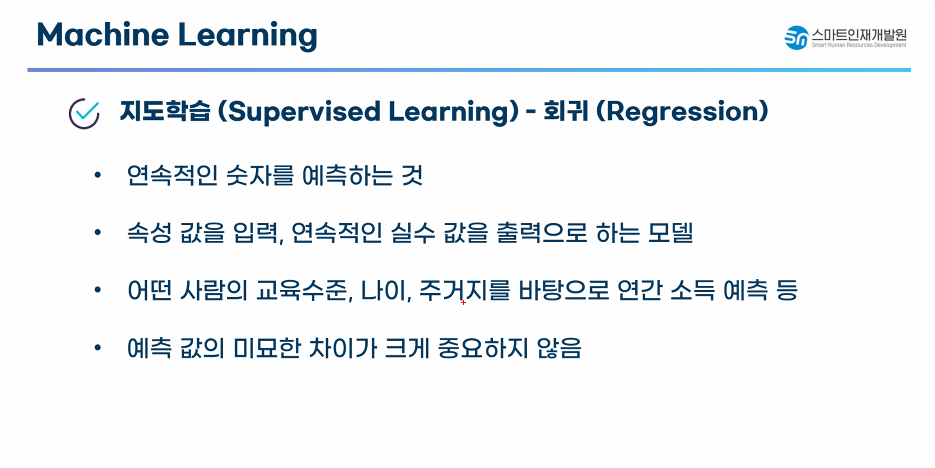 Machine Learning
스마트인재개발원
Smart Human Resources Development
지도학습 (Supervised Learning) - 회귀 (Regression)
• 연속적인 숫자를 예측하는 것
• 속성 값을 입력, 연속적인 실수 값을 출력으로 하는 모델
• 어떤 사람의 교육수준, 나이, 주거지를 바탕으로 연간 소득 예측 등
• 예측 값의 미묘한 차이가 크게 중요하지 않음